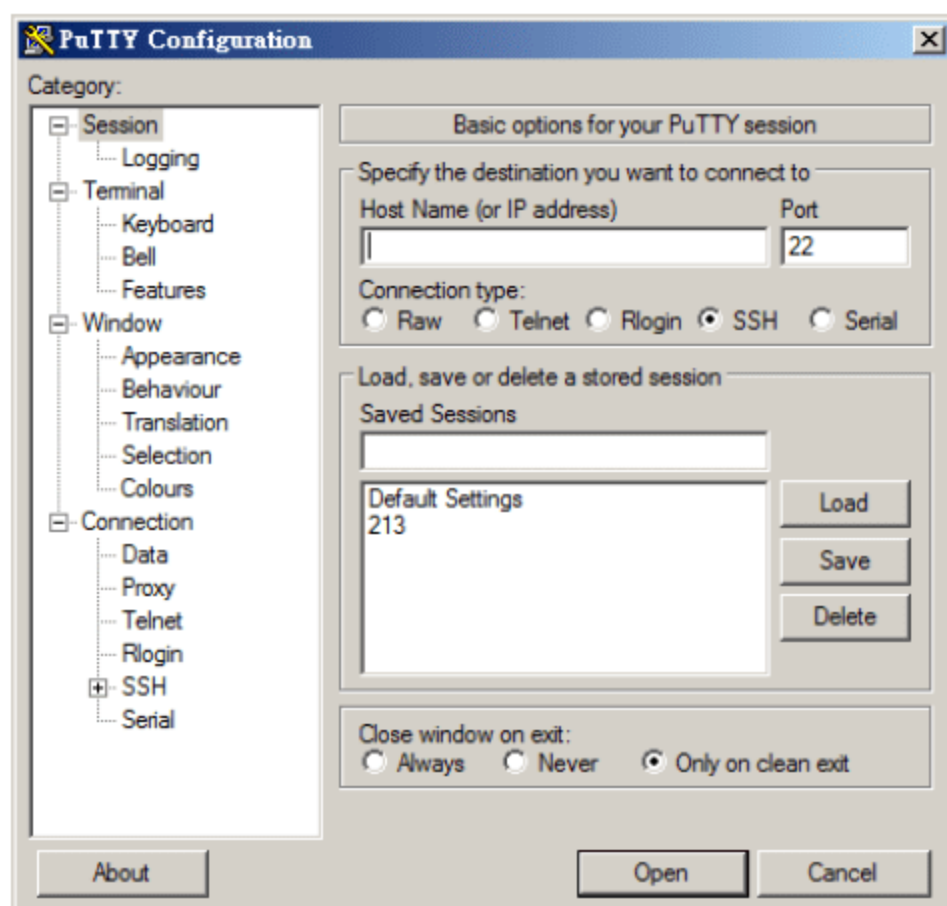 PuTTY Configuration
Category:
Session
Logging
Terminal
Keyboard
Bell
Features
Window
Appearance
Behaviour
Translation
Selection
Colours
Connection
Data
Proxy
Telnet
Rlogin
SSH
Serial
Basic options for your PuTTY session
Specify the destination you want to connect to
Host Name (or IP address) Port
22
Connection type:
Raw Telnet Rlogin SSH Serial
Load, save or delete a stored session
Saved Sessions
Default Settings
213
Load
Save
Delete
Close window on exit:
Always Never Only on clean exit
About Open Cancel